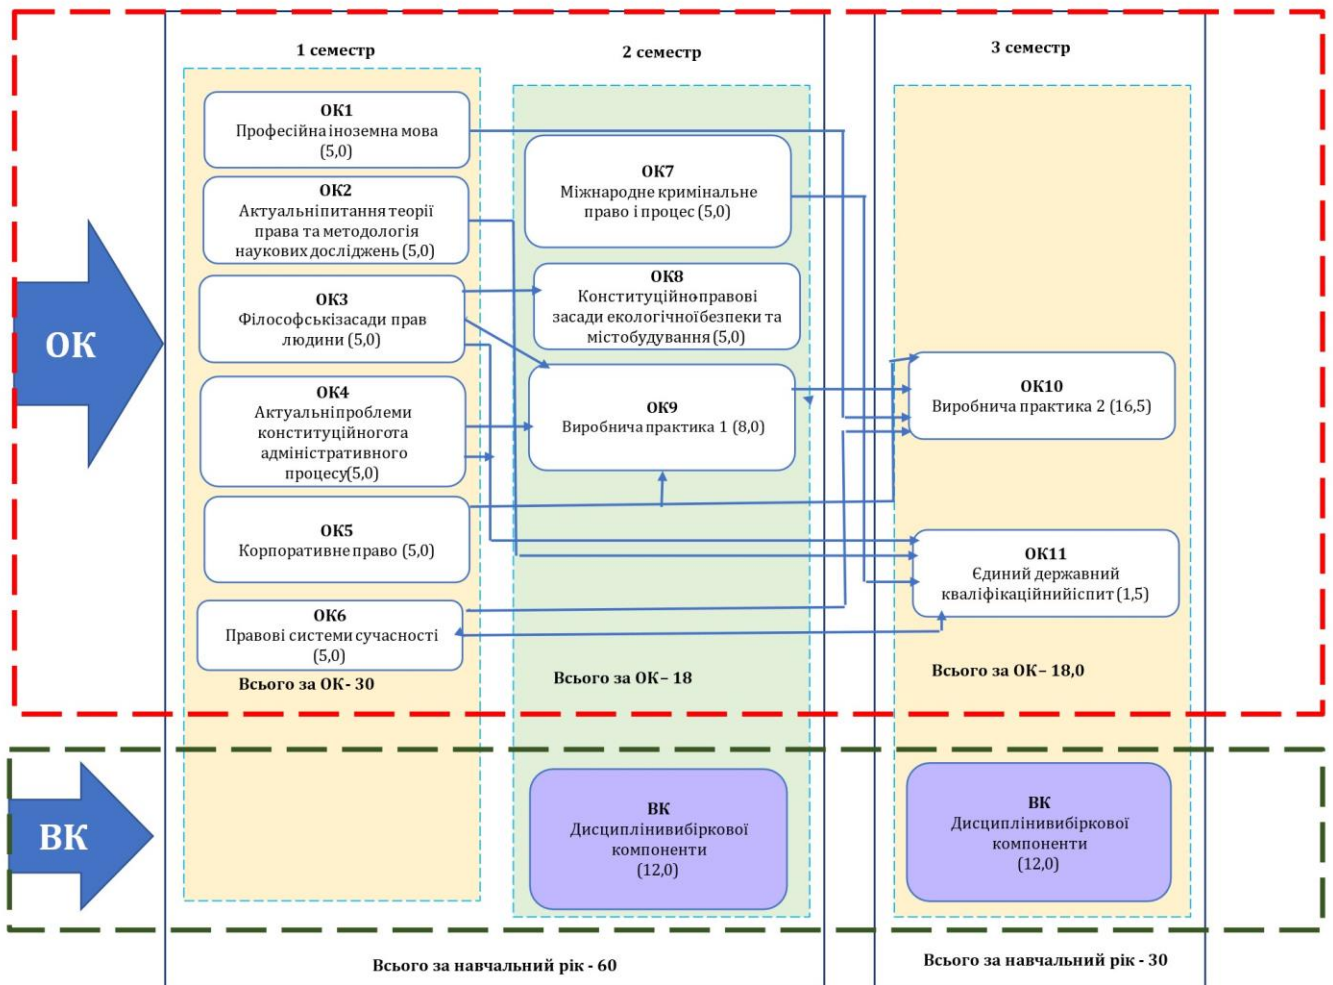 1 семестр
2 семестр
3 семестр
ОК1
Професійна іноземна мова
(5,0)
ОК2
Актуальніпитання теорії
права та методологія
наукових досліджень (5,0)
ОК3
Філософськізасади прав
людини (5,0)
ОК4
Актуальніпроблеми
конституційногота
адміністративного
процесу(5,0)
ОК5
Корпоративне право (5,0)
ОК6
Правові системи сучасності
(5,0)
Всього за ОК- 30
ОК7
Міжнародне кримінальне
право і процес (5,0)
ОК8
Конституційно-правові
засади екологічноїбезпеки та
містобудування (5,0)
ОК9
Виробнича практика 1 (8,0)
Всього за ОК– 18
ОК10
Виробнича практика 2 (16,5)
ОК11
Єдиний державний
кваліфікаційнийіспит (1,5)
Всього за ОК– 18,0
ОК
ВК
ВК
Дисциплінивибіркової
компоненти
(12,0)
ВК
Дисциплінивибіркової
компоненти
(12,0)
Всього за навчальний рік - 60
Всього за навчальний рік - 30